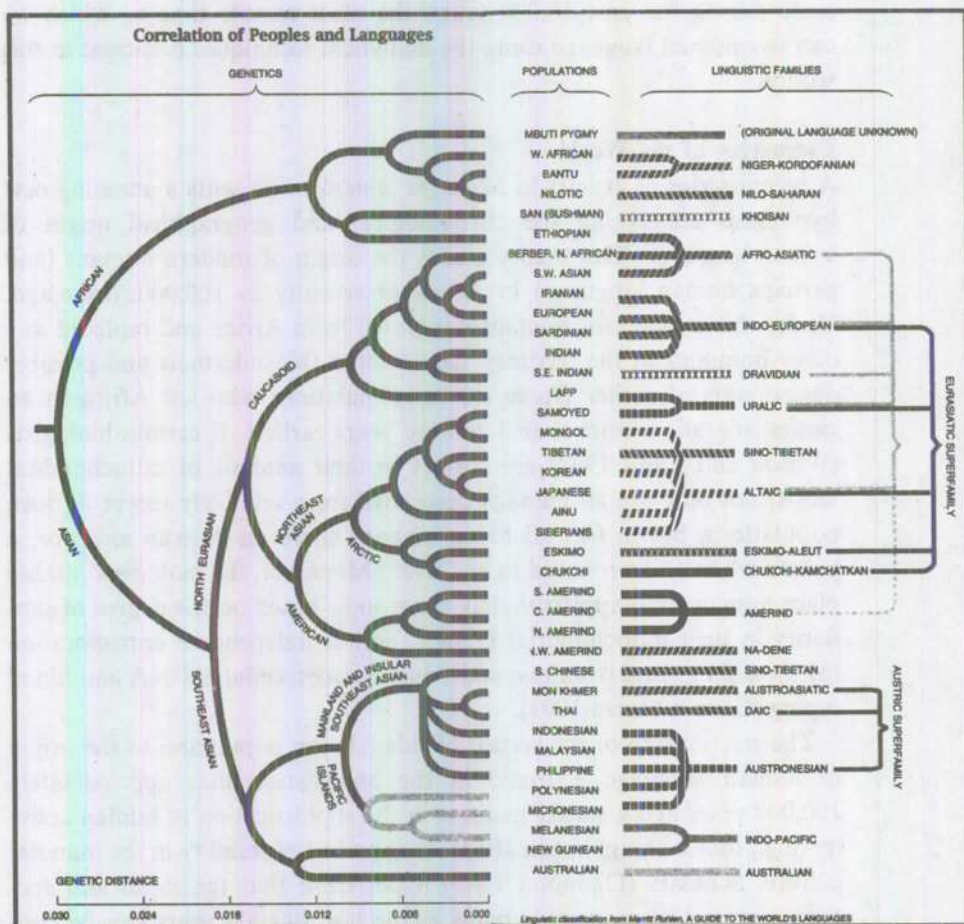 Correlation of Peoples and Languages
GENETICS
POPULATIONS
LINGUISTIC FAMILIES
MBUTI PYGMY
(ORIGINAL LANGUAGE UNKNOWN)
W. AFRICAN
BANTU
NIGER-KORDOFANIAN
NILOTIC
NILO-SAHARAN
SAN (BUSHMAN)
KHOISAN
ETHIOPIAN
BERBER, N. AFRICAN
AFRO-ASIATIC
S.W. ASIAN
IRANIAN
EUROPEAN
INDO-EUROPEAN
SARDINIAN
INDIAN
S.E. INDIAN
DRAVIDIAN
LAPP
SAMOYED
URALIC
MONGOL
TIBETAN
SINO-TIBETAN
KOREAN
JAPANESE
ALTAIC
AINU
SIBERIANS
ESKIMO
ESKIMO-ALEUT
CHUKCHI
CHUKCHI-KAMCHATKAN
S. AMERIND
C. AMERIND
AMERIND
N. AMERIND
N.W. AMERIND
NA-DENE
S. CHINESE
SINO-TIBETAN
MON KHMER
AUSTROASIATIC
THAI
DAIC
INDONESIAN
MALAYSIAN
PHILIPPINE
AUSTRONESIAN
POLYNESIAN
MICRONESIAN
MELANESIAN
INDO-PACIFIC
NEW GUINEAN
AUSTRALIAN
AUSTRALIAN
AFRICAN
ASIAN
CAUCASOID
NORTH EURASIAN
NORTHEAST
ASIAN
ARCTIC
AMERICAN
SOUTHEAST ASIAN
MAINLAND AND INSULAR
SOUTHEAST ASIAN
PACIFIC
ISLANDS
EURASIATIC SUPERFAMILY
AUSTRIC SUPERFAMILY
GENETIC DISTANCE
0.030 0.024 0.018 0.012 0.006 0.000
Linguistic classification from Merritt Ruhlen, A GUIDE TO THE WORLD'S LANGUAGES